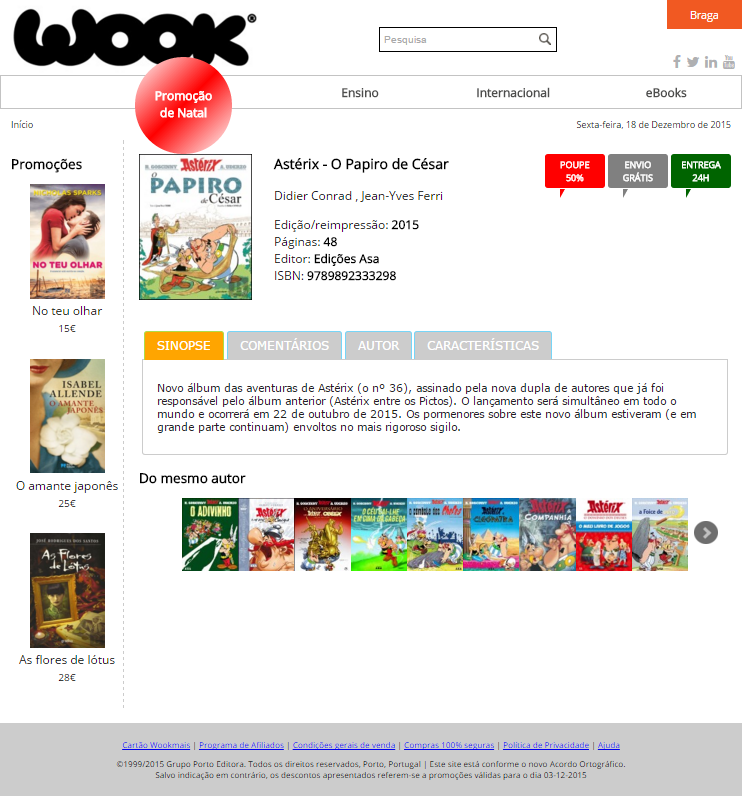 WOOK®
Pesquisa
Braga
Promoção
de Natal
Ensino
Internacional
eBooks
Início
Sexta-feira, 18 de Dezembro de 2015
Promoções
NICHOLAS SPARKS
NO TEU OLHAR
No teu olhar
15€
ISABEL
ALLENDE
O AMANTE
JAPONÊS
O amante japonês
25€
JOSÉ RODRIGUES DOS SANTOS
As Flores
de Lótus
As flores de lótus
28€
Astérix
O
PAPIRO
de César
Astérix - O Papiro de César
Didier Conrad , Jean-Yves Ferri
Edição/reimpressão: 2015
Páginas: 48
Editor: Edições Asa
ISBN: 9789892333298
POUPE
50%
ENVIO
GRÁTIS
ENTREGA
24H
SINOPSE
COMENTÁRIOS
AUTOR
CARACTERÍSTICAS
Novo álbum das aventuras de Astérix (o nº 36), assinado pela nova dupla de autores que já foi
responsável pelo álbum anterior (Astérix entre os Pictos). O lançamento será simultâneo em todo o
mundo e ocorrerá em 22 de outubro de 2015. Os pormenores sobre este novo álbum estiveram (e em
grande parte continuam) envoltos no mais rigoroso sigilo.
Do mesmo autor
O ADIVINHO
O CÉU CAI-LHE
EM CIMA DA CABEÇA
CLEOPATRA
COMPANHIA
Astérix
O MEU LIVRO DE JOGOS
a Foice de
Cartão Wookmais | Programa de Afiliados | Condições gerais de venda | Compras 100% seguras | Política de Privacidade | Ajuda
©1999/2015 Grupo Porto Editora. Todos os direitos reservados, Porto, Portugal | Este site está conforme o novo Acordo Ortográfico.
Salvo indicação em contrário, os descontos apresentados referem-se a promoções válidas para o dia 03-12-2015